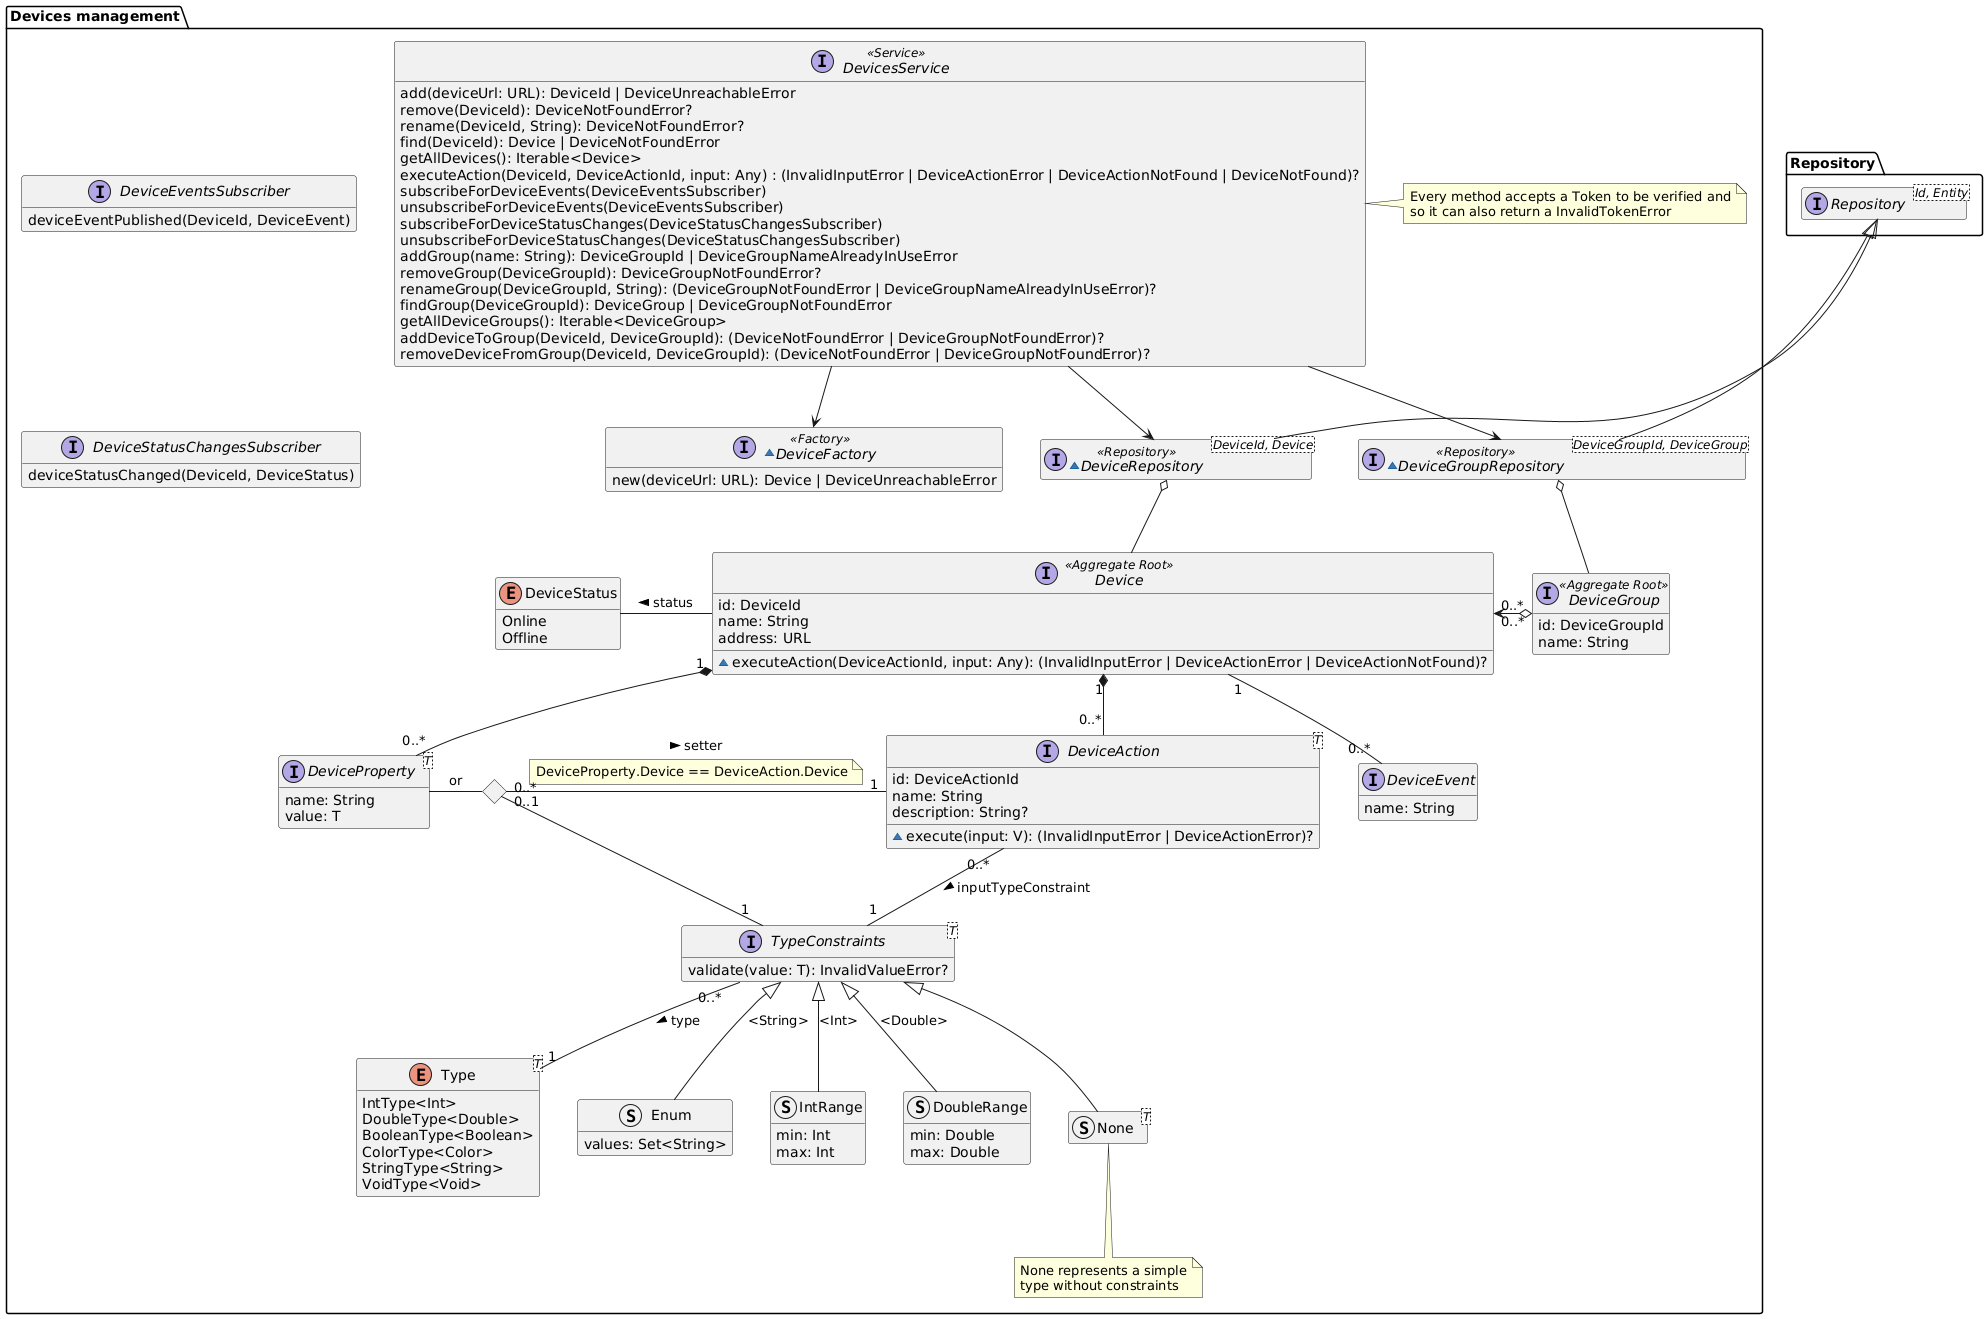 Devices management
I
«Service»
DevicesService
add(deviceUrl: URL): DeviceId | DeviceUnreachableError
remove(DeviceId): DeviceNotFoundError?
rename(DeviceId, String): DeviceNotFoundError?
find(DeviceId): Device | DeviceNotFoundError
getAllDevices(): Iterable<Device>
executeAction(DeviceId, DeviceActionId, input: Any) : (InvalidInputError | DeviceActionError | DeviceActionNotFound | DeviceNotFound)?
subscribeForDeviceEvents(DeviceEventsSubscriber)
unsubscribeForDeviceEvents(DeviceEventsSubscriber)
subscribeForDeviceStatusChanges(DeviceStatusChangesSubscriber)
unsubscribeForDeviceStatusChanges(DeviceStatusChangesSubscriber)
addGroup(name: String): DeviceGroupId | DeviceGroupNameAlreadyInUseError
removeGroup(DeviceGroupId): DeviceGroupNotFoundError?
renameGroup(DeviceGroupId, String): (DeviceGroupNotFoundError | DeviceGroupNameAlreadyInUseError)?
findGroup(DeviceGroupId): DeviceGroup | DeviceGroupNotFoundError
getAllDeviceGroups(): Iterable<DeviceGroup>
addDeviceToGroup(DeviceId, DeviceGroupId): (DeviceNotFoundError | DeviceGroupNotFoundError)?
removeDeviceFromGroup(DeviceId, DeviceGroupId): (DeviceNotFoundError | DeviceGroupNotFoundError)?
I DeviceEventsSubscriber
deviceEventPublished(DeviceId, DeviceEvent)
Every method accepts a Token to be verified and
so it can also return a InvalidTokenError
Repository
I Repository
Id, Entity
I DeviceStatusChangesSubscriber
deviceStatusChanged(DeviceId, DeviceStatus)
I
«Factory»
DeviceFactory
new(deviceUrl: URL): Device | DeviceUnreachableError
I
«Repository»
DeviceRepository
DeviceId, Device
I
«Repository»
DeviceGroupRepository
DeviceGroupId, DeviceGroup
E DeviceStatus
Online
Offline
status
I
«Aggregate Root»
Device
id: DeviceId
name: String
address: URL
executeAction(DeviceActionId, input: Any): (InvalidInputError | DeviceActionError | DeviceActionNotFound)?
0..*
0..*
I
«Aggregate Root»
DeviceGroup
id: DeviceGroupId
name: String
1
1
1
0..*
0..*
0..*
I DeviceProperty
T
name: String
value: T
or
setter
DeviceProperty.Device == DeviceAction.Device
0..*
0..1
1
I DeviceAction
T
id: DeviceActionId
name: String
description: String?
execute(input: V): (InvalidInputError | DeviceActionError)?
I DeviceEvent
name: String
0..*
inputTypeConstraint
1
1
I TypeConstraints
T
validate(value: T): InvalidValueError?
0..*
type
1
<String>
<Int>
<Double>
E Type
T
IntType<Int>
DoubleType<Double>
BooleanType<Boolean>
ColorType<Color>
StringType<String>
VoidType<Void>
S Enum
values: Set<String>
S IntRange
min: Int
max: Int
S DoubleRange
min: Double
max: Double
S None
T
None represents a simple
type without constraints